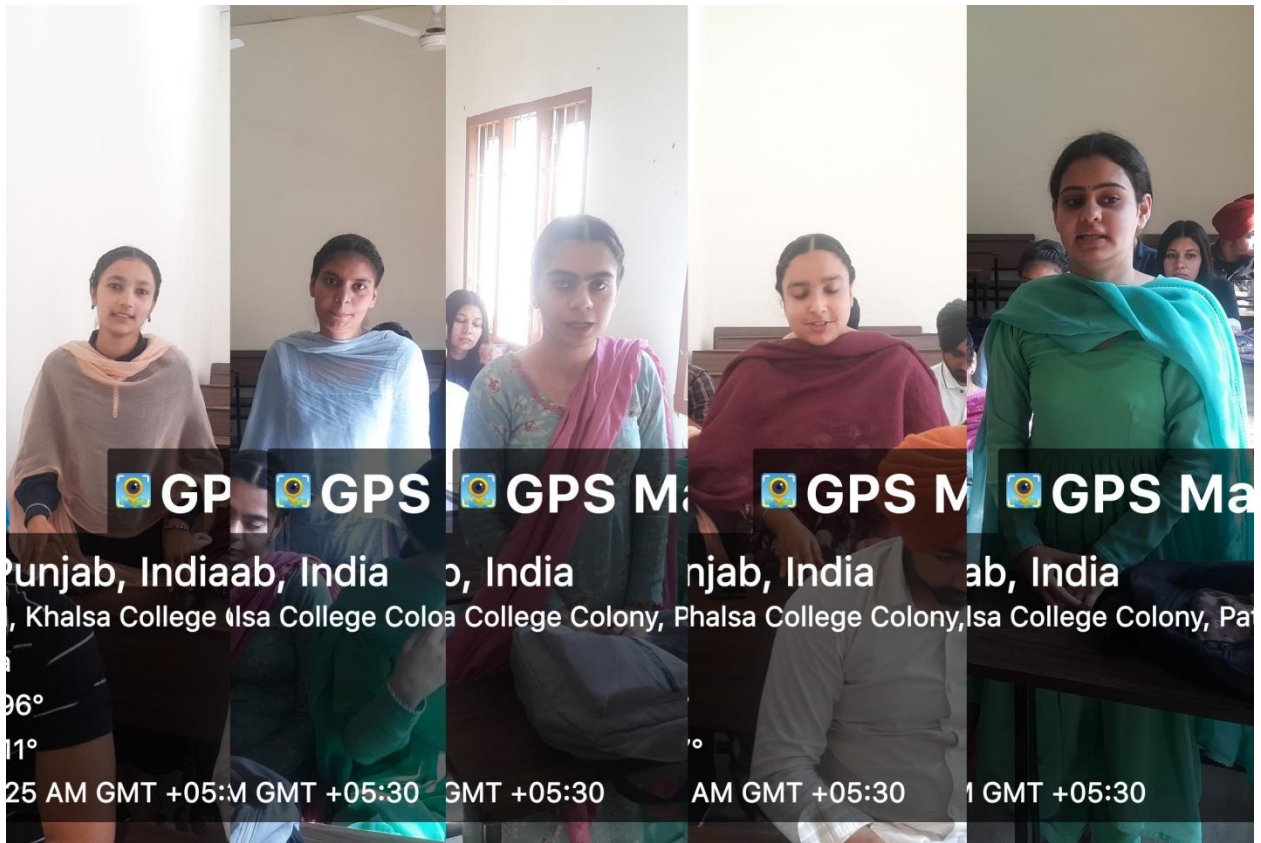 GP
Punjab, India
, Khalsa College
96°
11°
25 AM GMT +05:
GPS
ab, India
lsa College Colo
GMT +05:30
GPS Ma
, India
a College Colony, P
GMT +05:30
GPS M
njab, India
halsa College Colony,
°
AM GMT +05:30
GPS Ma
ab, India
lsa College Colony, Pat
GMT +05:30